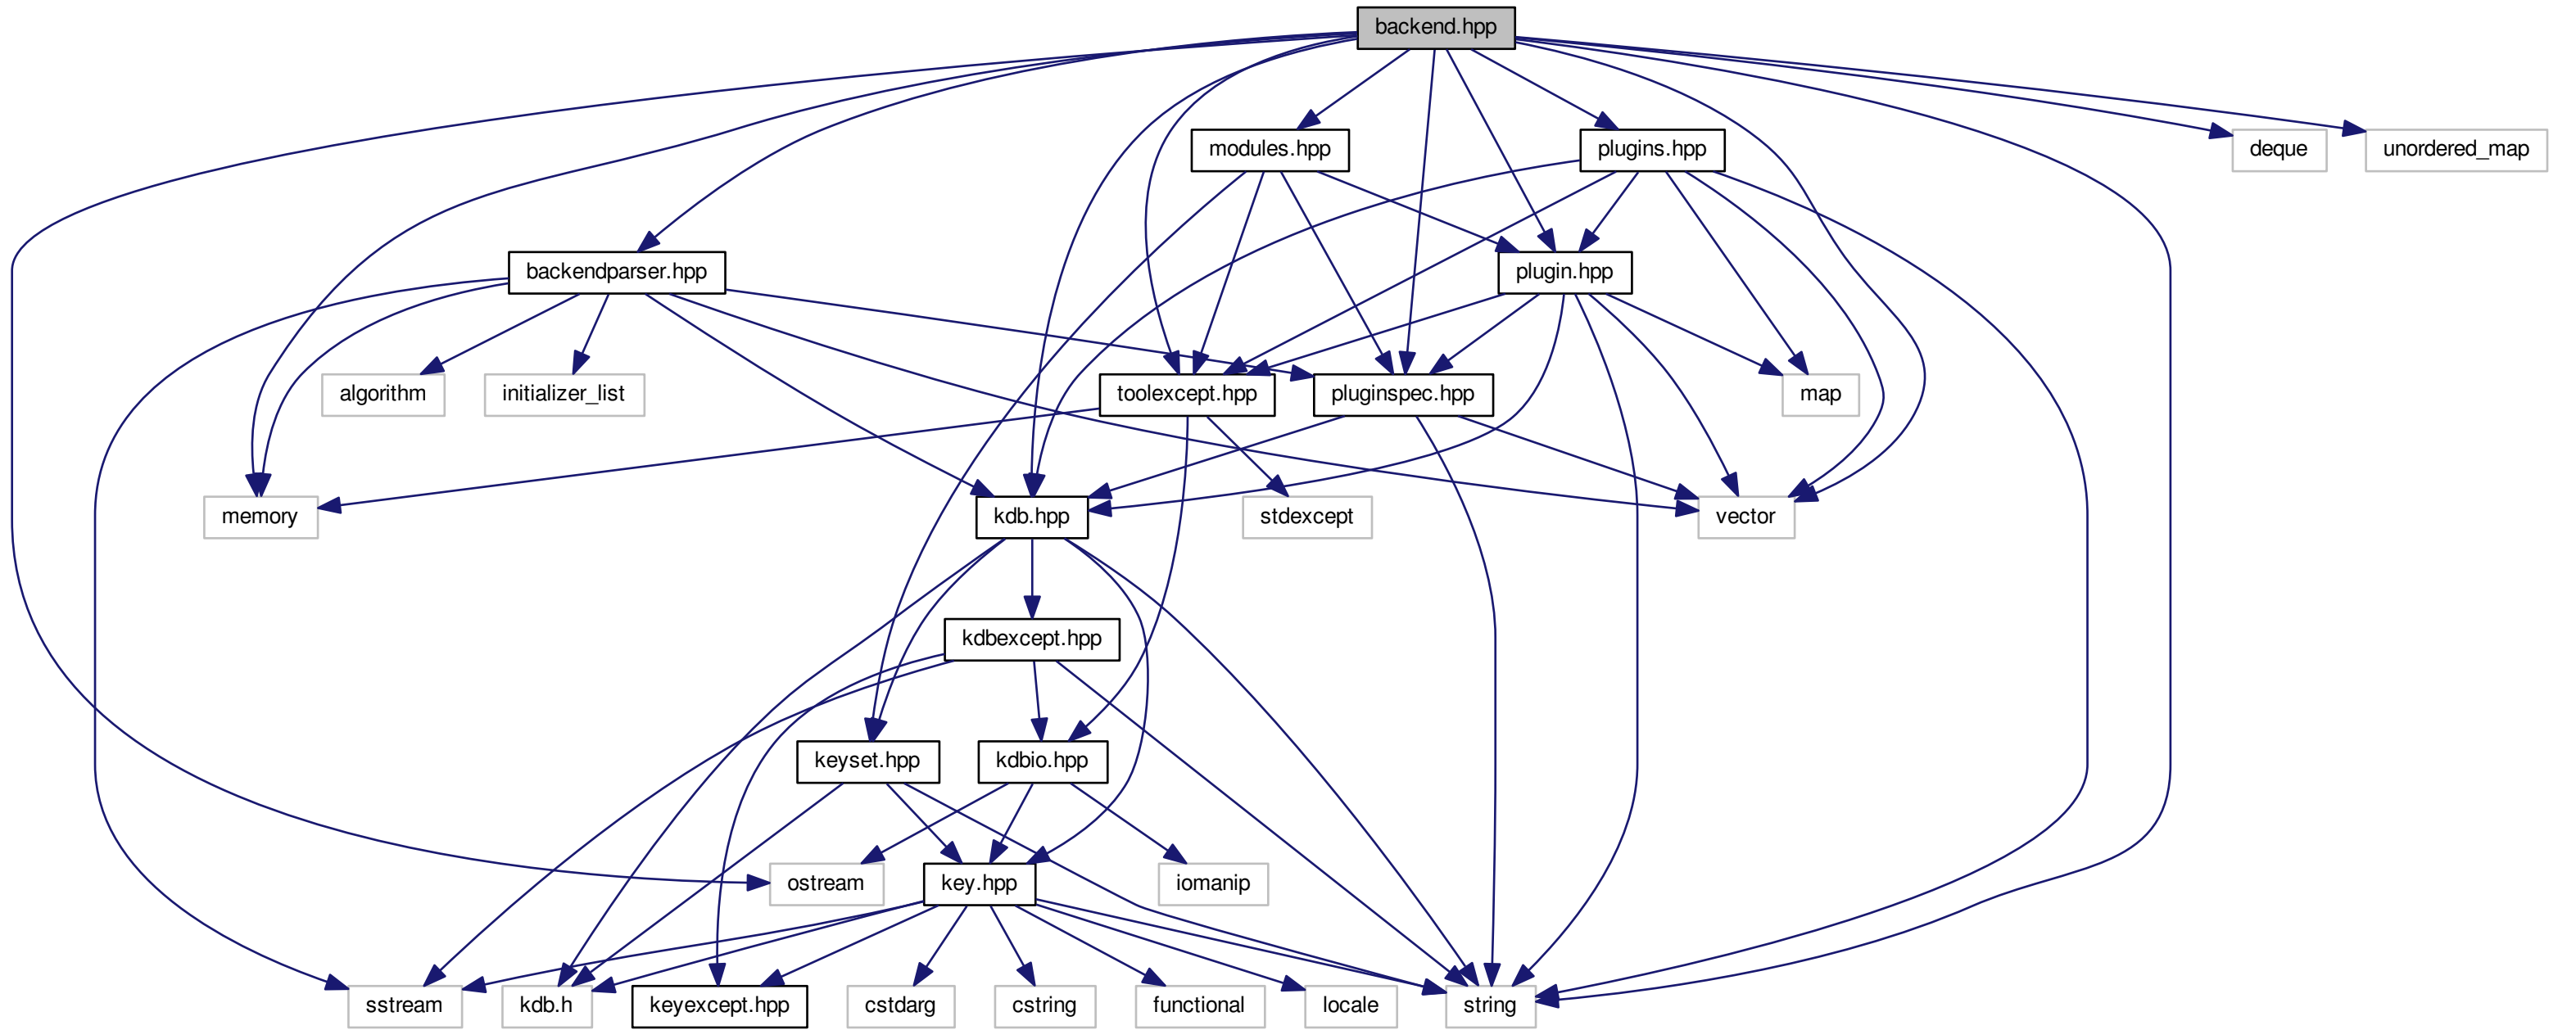 backend.hpp
modules.hpp
plugins.hpp
deque
unordered_map
backendparser.hpp
plugin.hpp
algorithm
initializer_list
toolexcept.hpp
pluginspec.hpp
map
memory
kdb.hpp
stdexcept
vector
kdbexcept.hpp
keyset.hpp
kdbio.hpp
ostream
key.hpp
iomanip
sstream
kdb.h
keyexcept.hpp
cstdarg
cstring
functional
locale
string